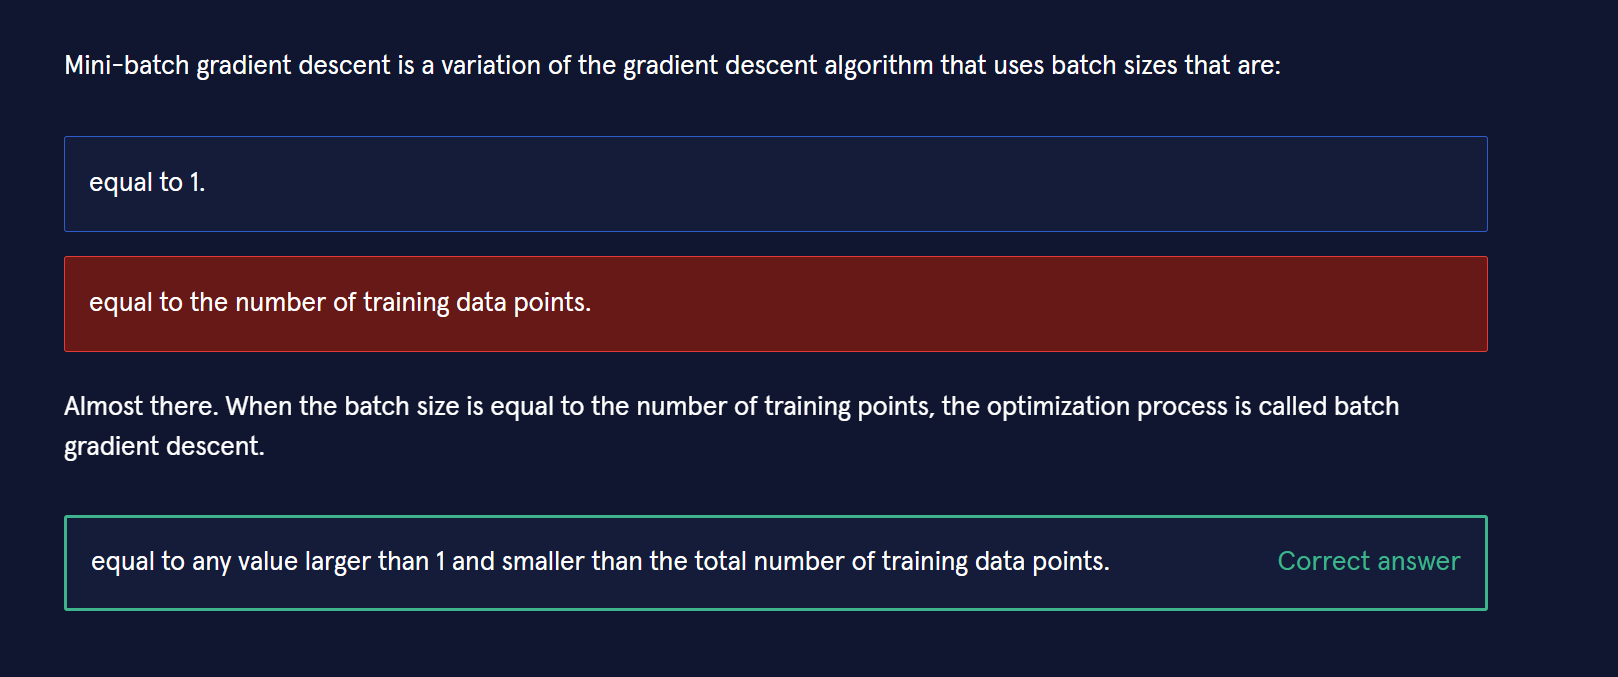 Mini-batch gradient descent is a variation of the gradient descent algorithm that uses batch sizes that are:
equal to 1.
equal to the number of training data points.
Almost there. When the batch size is equal to the number of training points, the optimization process is called batch
gradient descent.
equal to any value larger than 1 and smaller than the total number of training data points. Correct answer